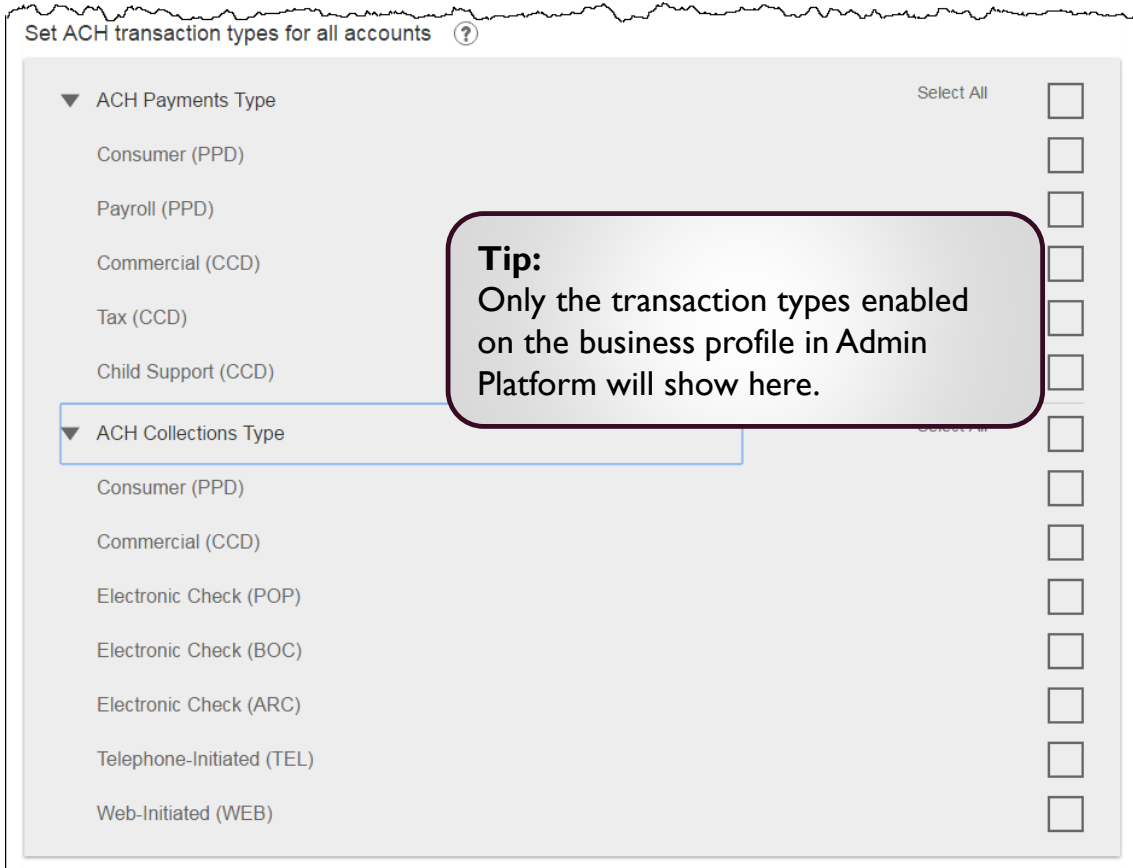 Set ACH transaction types for all accounts ?
ACH Payments Type Select All
Consumer (PPD)
Payroll (PPD)
Commercial (CCD)
Tax (CCD)
Child Support (CCD)
Tip:
Only the transaction types enabled
on the business profile in Admin
Platform will show here.
ACH Collections Type Select All
Consumer (PPD)
Commercial (CCD)
Electronic Check (POP)
Electronic Check (BOC)
Electronic Check (ARC)
Telephone-Initiated (TEL)
Web-Initiated (WEB)